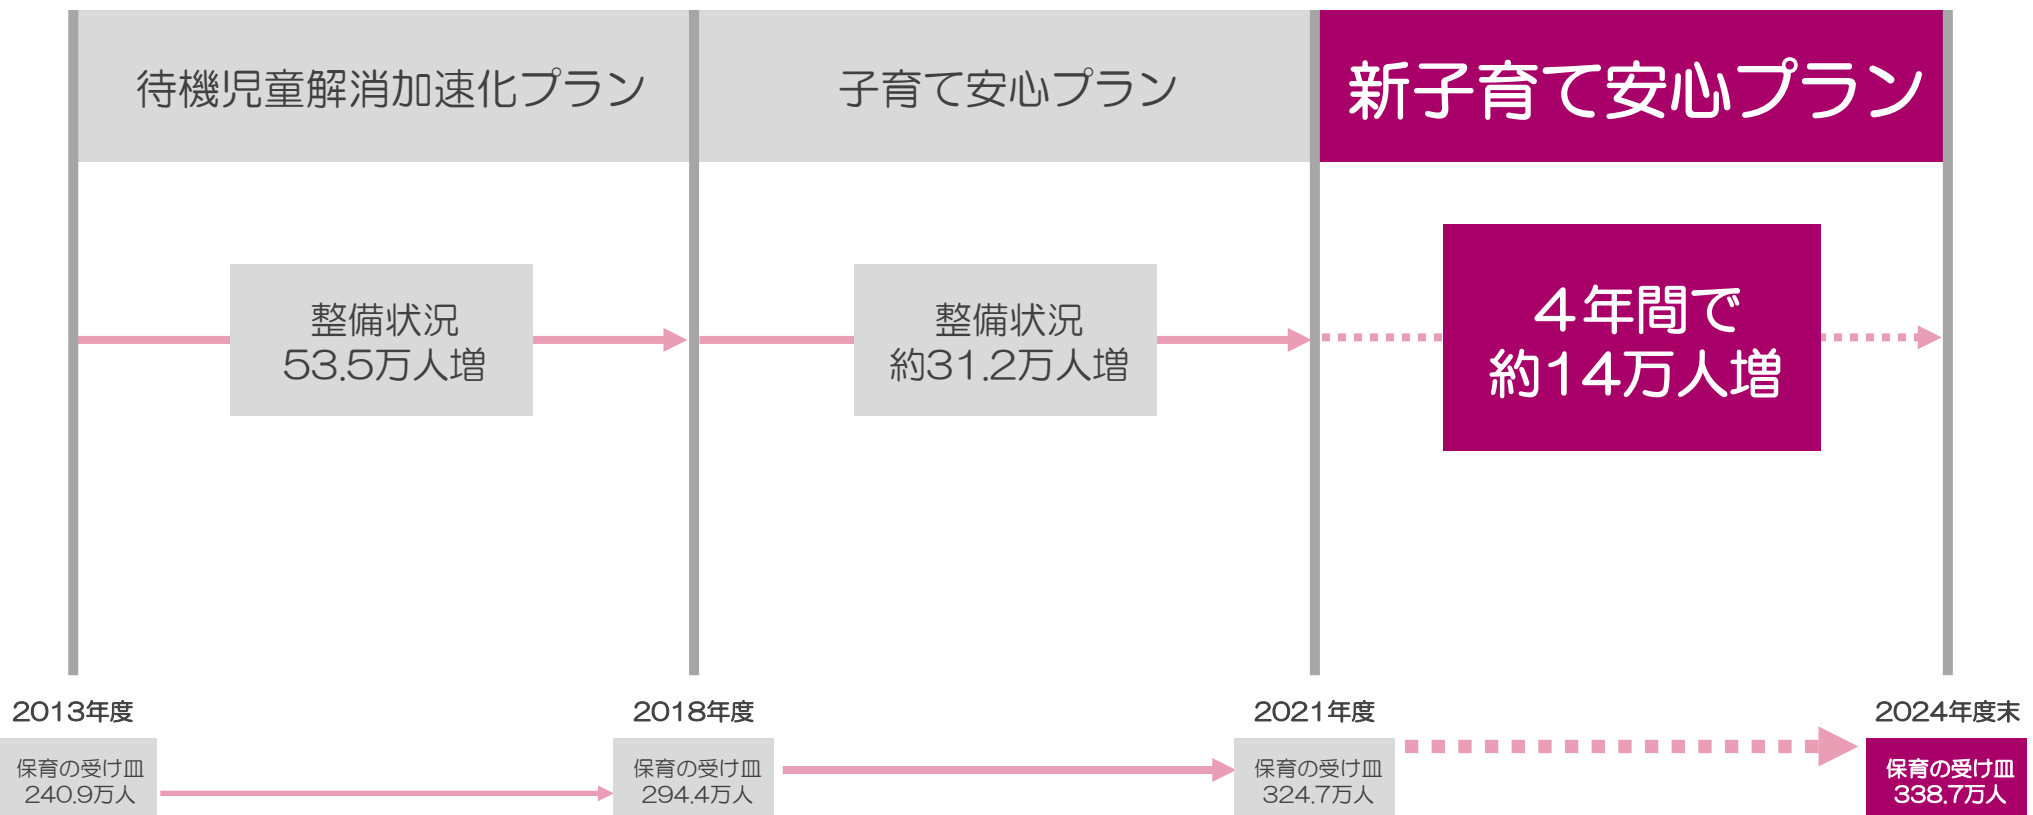 待機児童解消加速化プラン
子育て安心プラン
新子育て安心プラン
整備状況
53.5万人増
整備状況
約31.2万人増
4年間で
約14万人増
2013年度
2018年度
2021年度
2024年度末
保育の受け皿
240.9万人
保育の受け皿
294.4万人
保育の受け皿
324.7万人
保育の受け皿
338.7万人